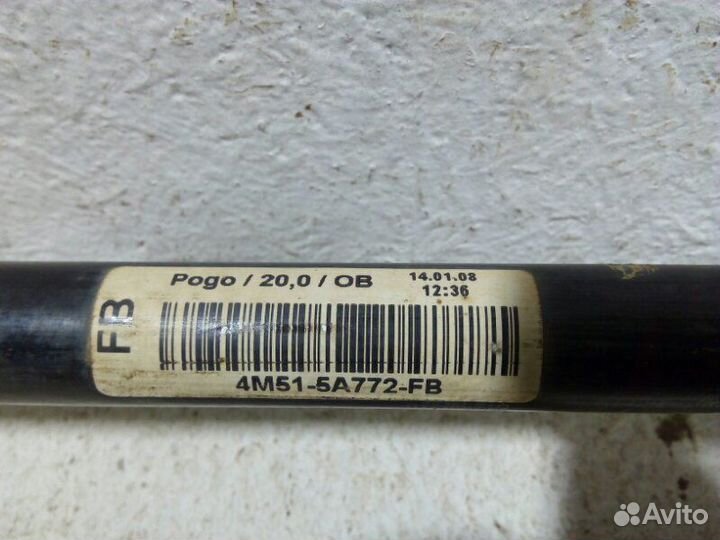 FB
Pogo / 20,0 / OB
14.01.08
12:36
4M51-5A772-FB
Avito